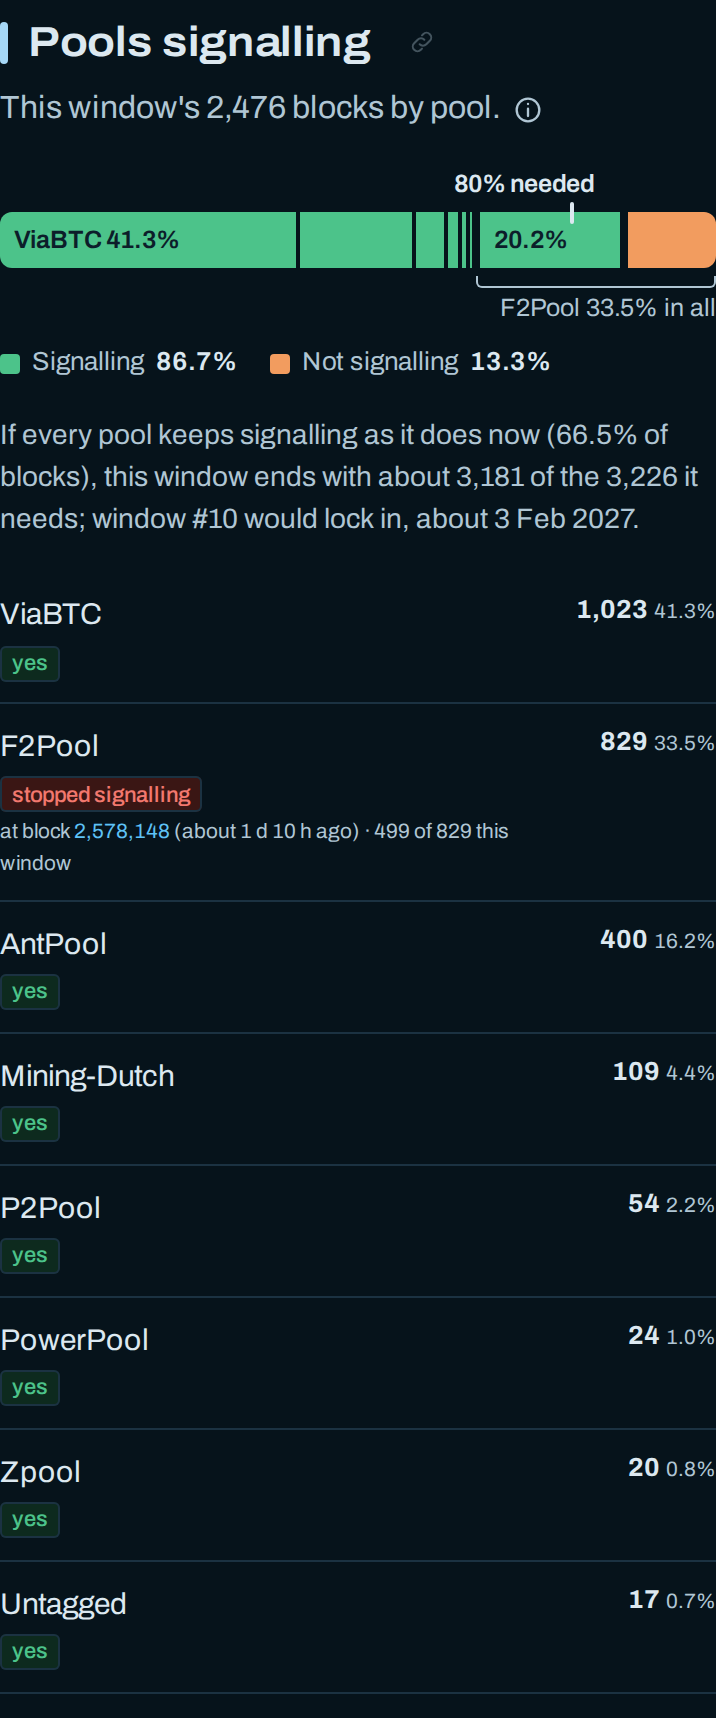 Pools signalling
This window's 2,476 blocks by pool.
80% needed
ViaBTC 41.3%
20.2%
F2Pool 33.5% in all
Signalling 86.7% Not signalling 13.3%
If every pool keeps signalling as it does now (66.5% of
blocks), this window ends with about 3,181 of the 3,226 it
needs; window #10 would lock in, about 3 Feb 2027.
ViaBTC 1,023 41.3%
yes
F2Pool 829 33.5%
stopped signalling
at block 2,578,148 (about 1 d 10 h ago) · 499 of 829 this
window
AntPool 400 16.2%
yes
Mining-Dutch 109 4.4%
yes
P2Pool 54 2.2%
yes
PowerPool 24 1.0%
yes
Zpool 20 0.8%
yes
Untagged 17 0.7%
yes